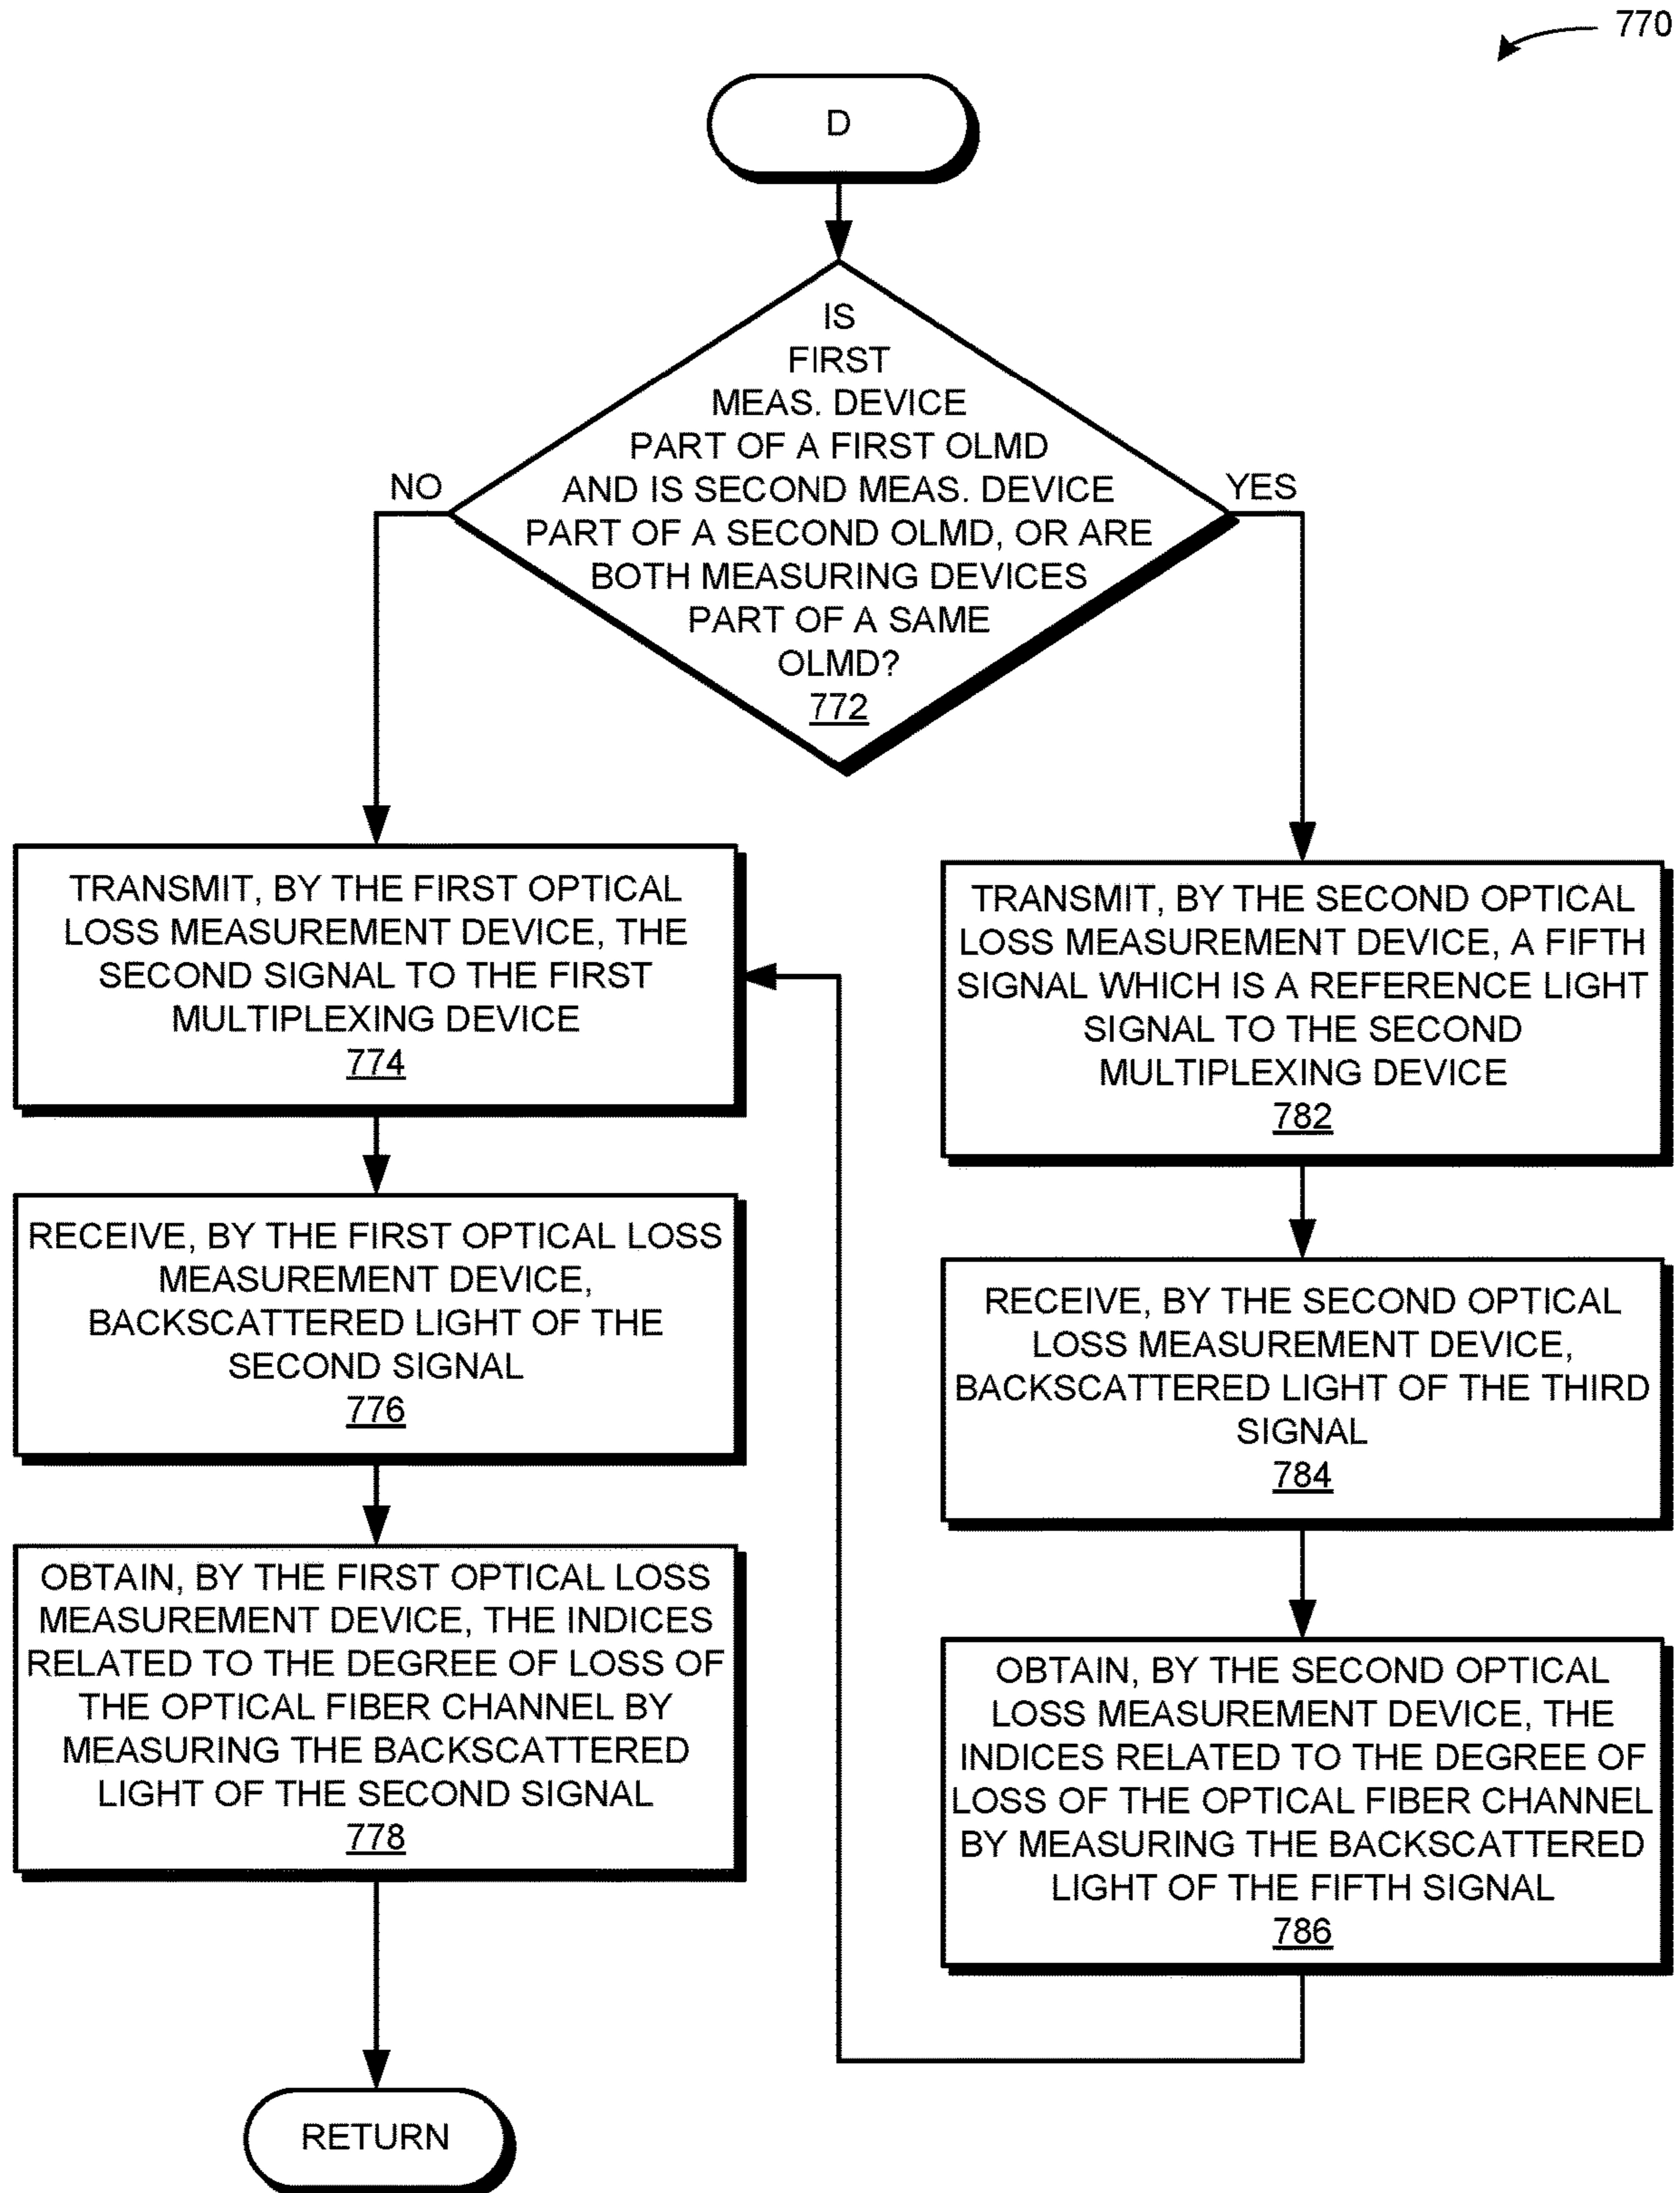 770
D
IS
FIRST
MEAS. DEVICE
PART OF A FIRST OLMD
AND IS SECOND MEAS. DEVICE
PART OF A SECOND OLMD, OR ARE
BOTH MEASURING DEVICES
PART OF A SAME
OLMD?
772
NO
YES
TRANSMIT, BY THE FIRST OPTICAL
LOSS MEASUREMENT DEVICE, THE
SECOND SIGNAL TO THE FIRST
MULTIPLEXING DEVICE
774
RECEIVE, BY THE FIRST OPTICAL LOSS
MEASUREMENT DEVICE,
BACKSCATTERED LIGHT OF THE
SECOND SIGNAL
776
OBTAIN, BY THE FIRST OPTICAL LOSS
MEASUREMENT DEVICE, THE INDICES
RELATED TO THE DEGREE OF LOSS OF
THE OPTICAL FIBER CHANNEL BY
MEASURING THE BACKSCATTERED
LIGHT OF THE SECOND SIGNAL
778
RETURN
TRANSMIT, BY THE SECOND OPTICAL
LOSS MEASUREMENT DEVICE, A FIFTH
SIGNAL WHICH IS A REFERENCE LIGHT
SIGNAL TO THE SECOND
MULTIPLEXING DEVICE
782
RECEIVE, BY THE SECOND OPTICAL
LOSS MEASUREMENT DEVICE,
BACKSCATTERED LIGHT OF THE THIRD
SIGNAL
784
OBTAIN, BY THE SECOND OPTICAL
LOSS MEASUREMENT DEVICE, THE
INDICES RELATED TO THE DEGREE OF
LOSS OF THE OPTICAL FIBER CHANNEL
BY MEASURING THE BACKSCATTERED
LIGHT OF THE FIFTH SIGNAL
786